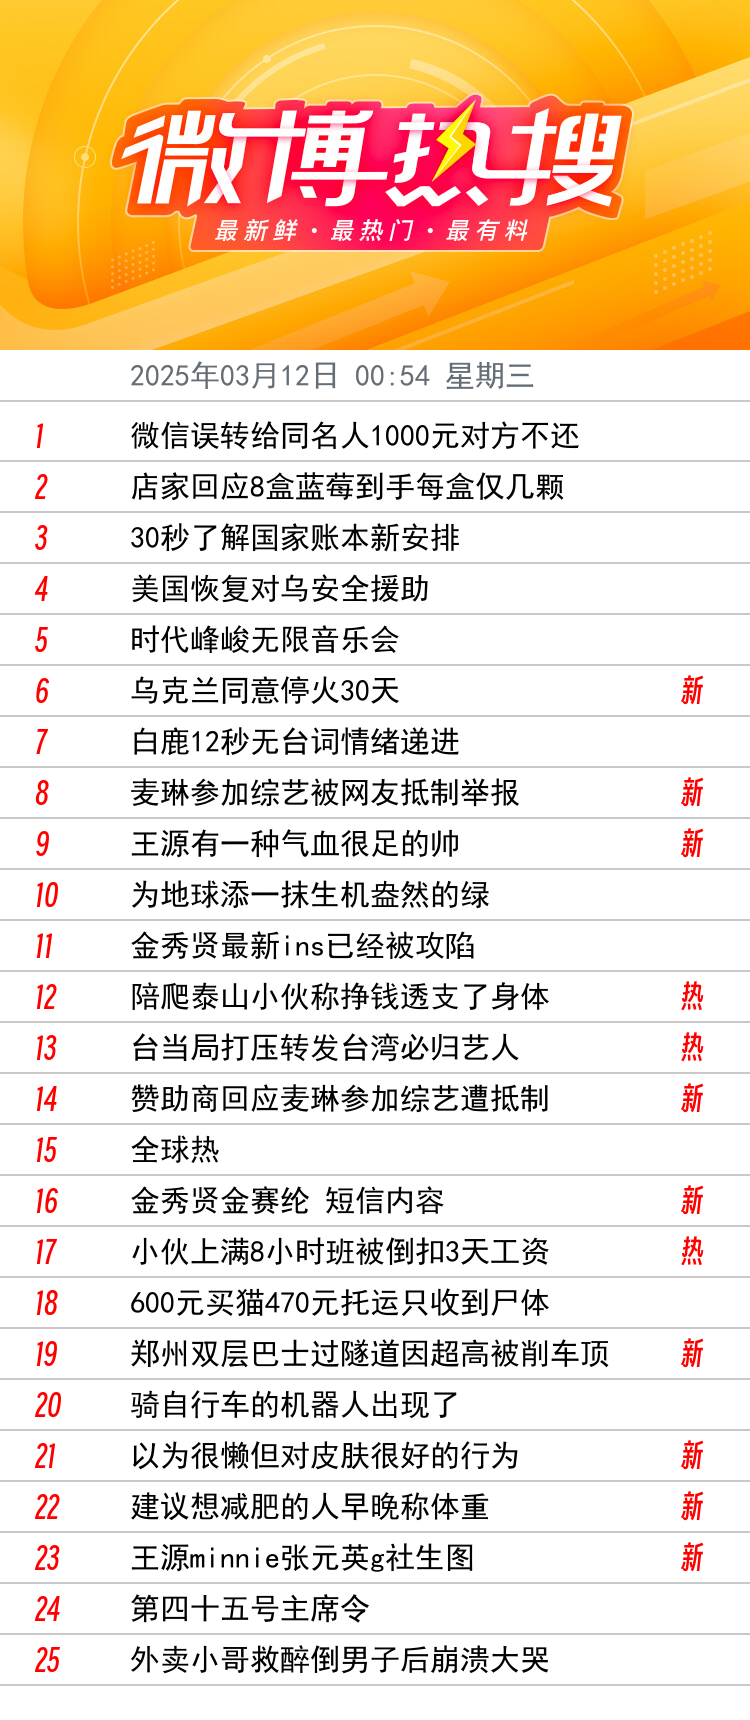 微博热搜
最新鲜·最热门·最有料
2025年03月12日 00:54 星期三
1 微信误转给同名人1000元对方不还
2 店家回应8盒蓝莓到手每盒仅几颗
3 30秒了解国家账本新安排
4 美国恢复对乌安全援助
5 时代峰峻无限音乐会
6 乌克兰同意停火30天 新
7 白鹿12秒无台词情绪递进
8 麦琳参加综艺被网友抵制举报 新
9 王源有一种气血很足的帅 新
10 为地球添一抹生机盎然的绿
11 金秀贤最新ins已经被攻陷
12 陪爬泰山小伙称挣钱透支了身体 热
13 台当局打压转发台湾必归艺人 热
14 赞助商回应麦琳参加综艺遭抵制 新
15 全球热
16 金秀贤金赛纶 短信内容 新
17 小伙上满8小时班被倒扣3天工资 热
18 600元买猫470元托运只收到尸体
19 郑州双层巴士过隧道因超高被削车顶 新
20 骑自行车的机器人出现了
21 以为很懒但对皮肤很好的行为 新
22 建议想减肥的人早晚称体重 新
23 王源minnie张元英g社生图 新
24 第四十五号主席令
25 外卖小哥救醉倒男子后崩溃大哭